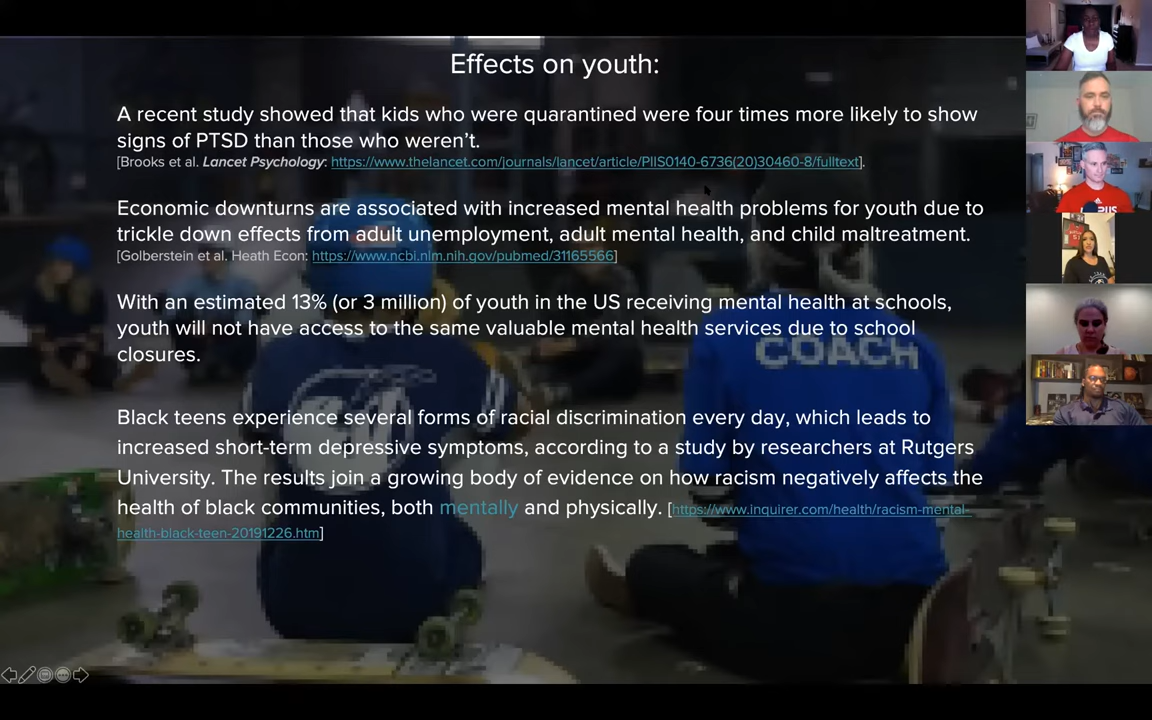 Effects on youth:
A recent study showed that kids who were quarantined were four times more likely to show
signs of PTSD than those who weren't.
[Brooks et al. Lancet Psychology: https://www.thelancet.com/journals/lancet/article/PIIS0140-6736(20)30460-8/fulltext].
Economic downturns are associated with increased mental health problems for youth due to
trickle down effects from adult unemployment, adult mental health, and child maltreatment.
[Golberstein et al. Heath Econ: https://www.ncbi.nlm.nih.gov/pubmed/31165566]
With an estimated 13% (or 3 million) of youth in the US receiving mental health at schools,
youth will not have access to the same valuable mental health services due to school
closures.
COACH
Black teens experience several forms of racial discrimination every day, which leads to
increased short-term depressive symptoms, according to a study by researchers at Rutgers
University. The results join a growing body of evidence on how racism negatively affects the
health of black communities, both mentally and physically. [https://www.inquirer.com/health/racism-mental-
health-black-teen-20191226.htm]